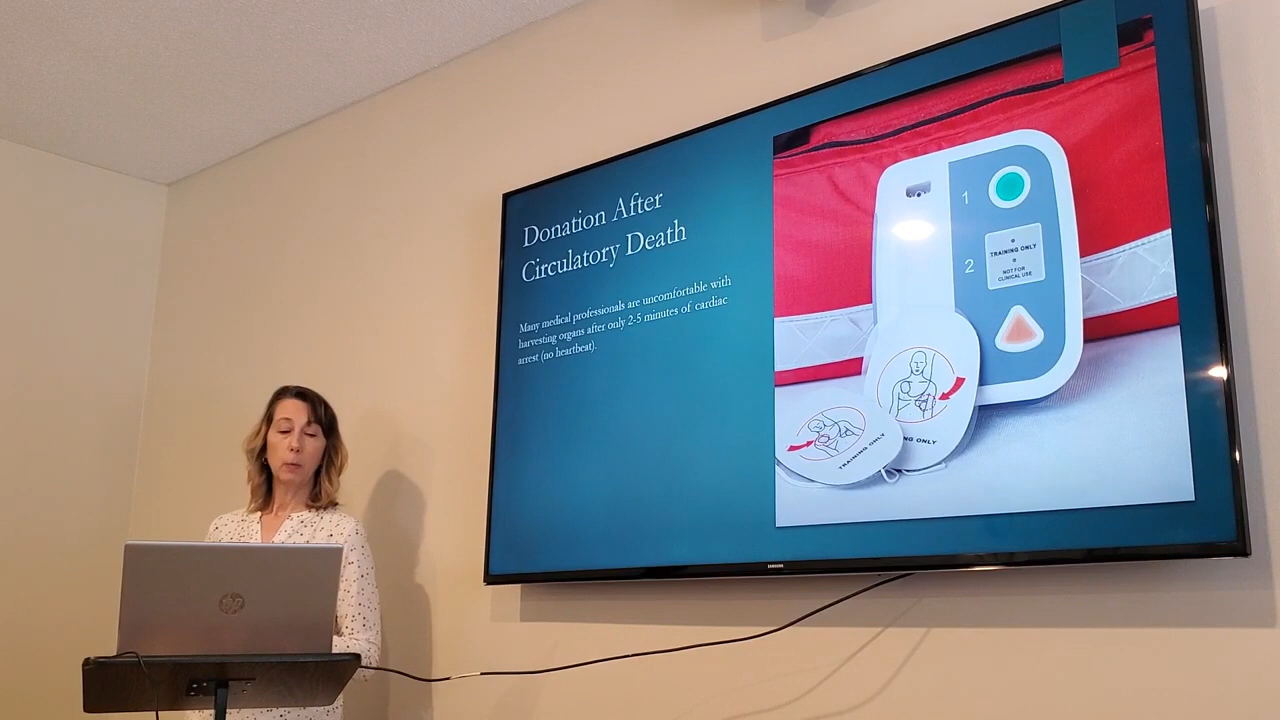 Donation After
Circulatory Death
Many medical professionals are uncomfortable with
harvesting organs after only 2-5 minutes of cardiac
arrest (no heartbeat).
1
2
TRAINING ONLY
NOT FOR
CLINICAL USE
TRAINING ONLY
NG ONLY
SAMSUNG
hp